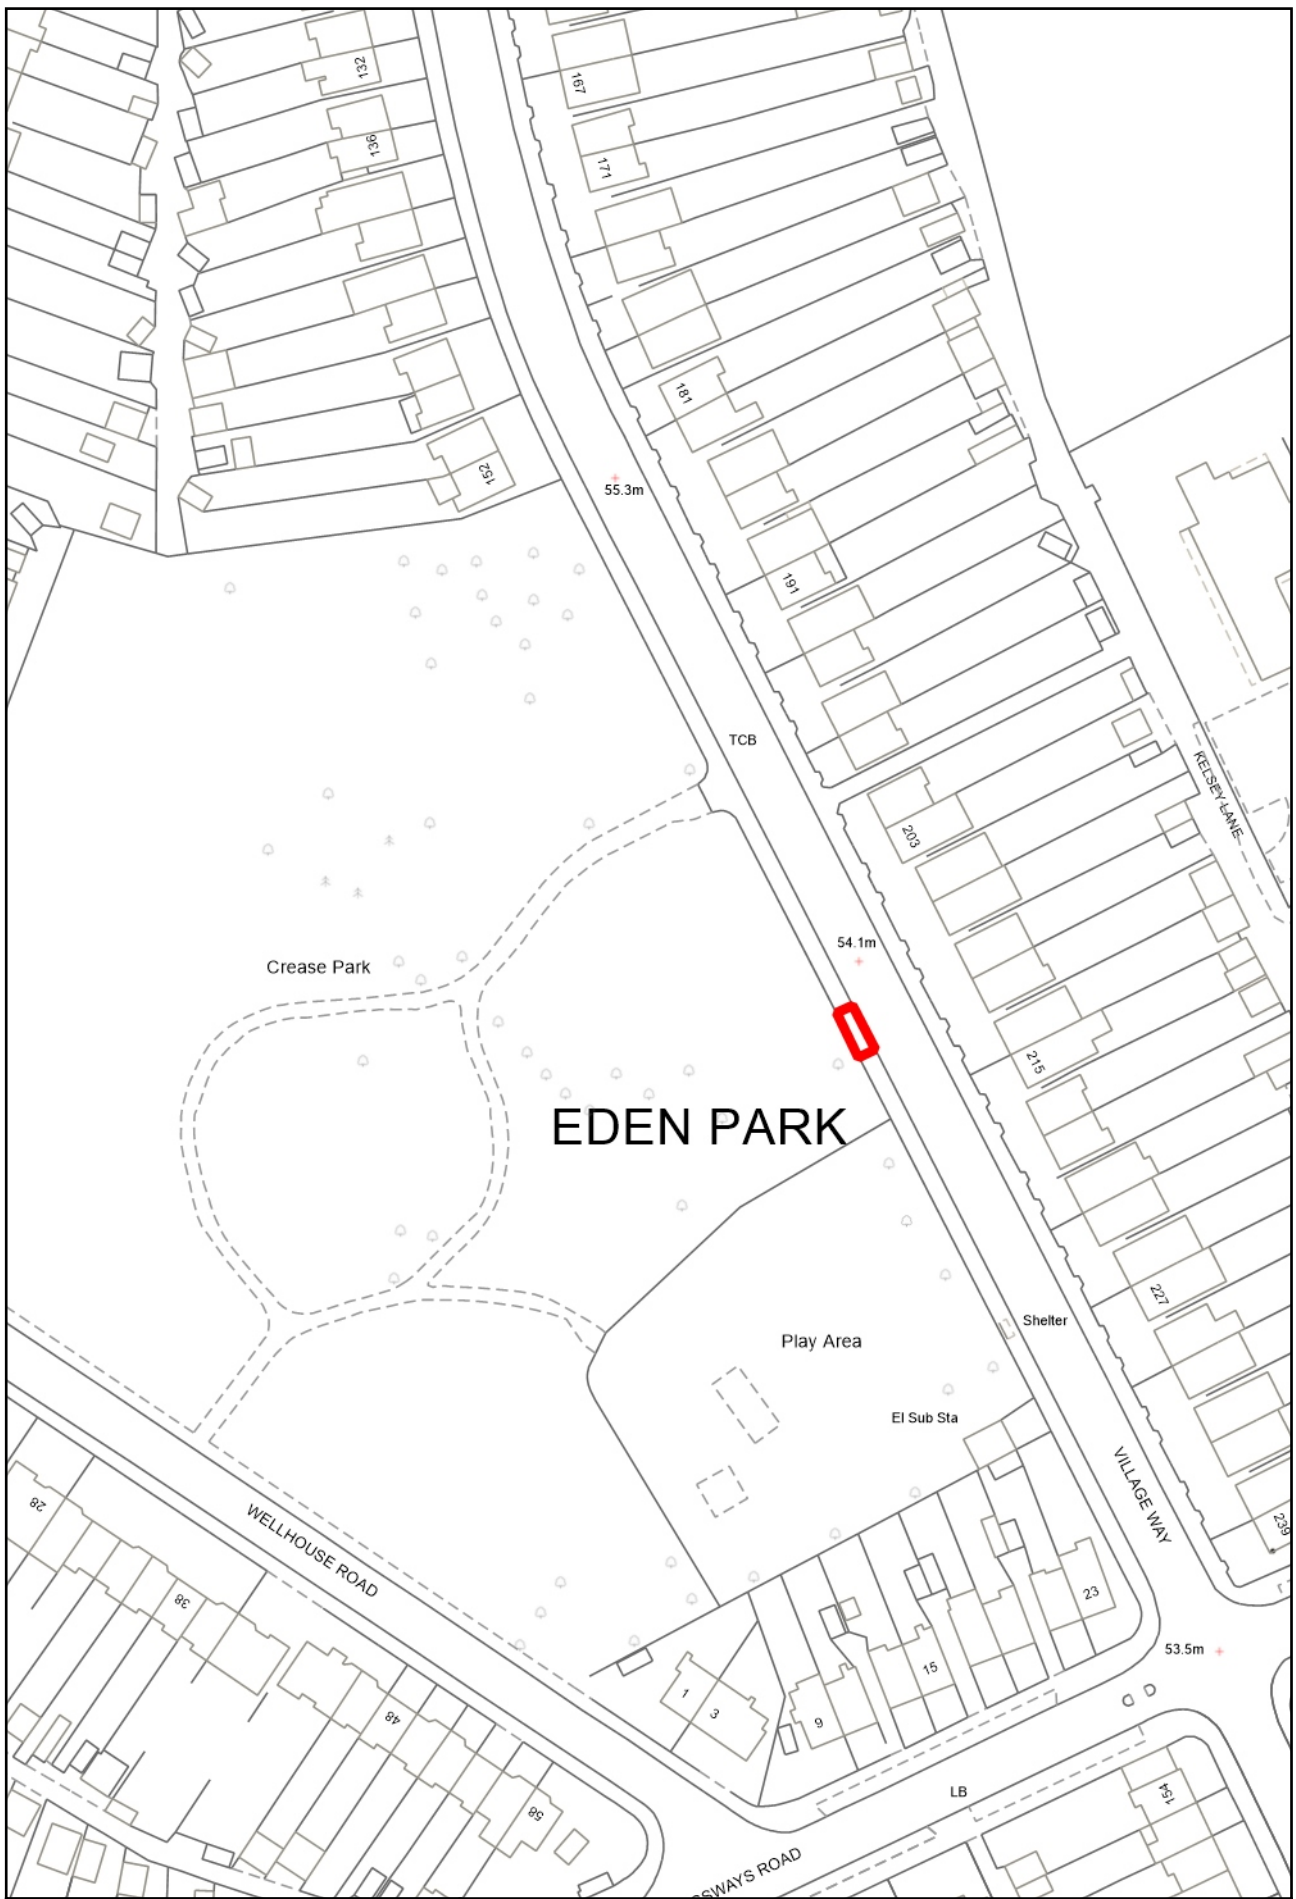 132
167
136
171
181
152
55.3m
191
TCB
KELSEY LANE
203
54.1m
Crease Park
215
EDEN PARK
227
Shelter
Play Area
El Sub Sta
VILLAGE WAY
28
239
WELLHOUSE ROAD
38
23
53.5m
15
1
3
9
48
LB
154
58
SSWAYS ROAD